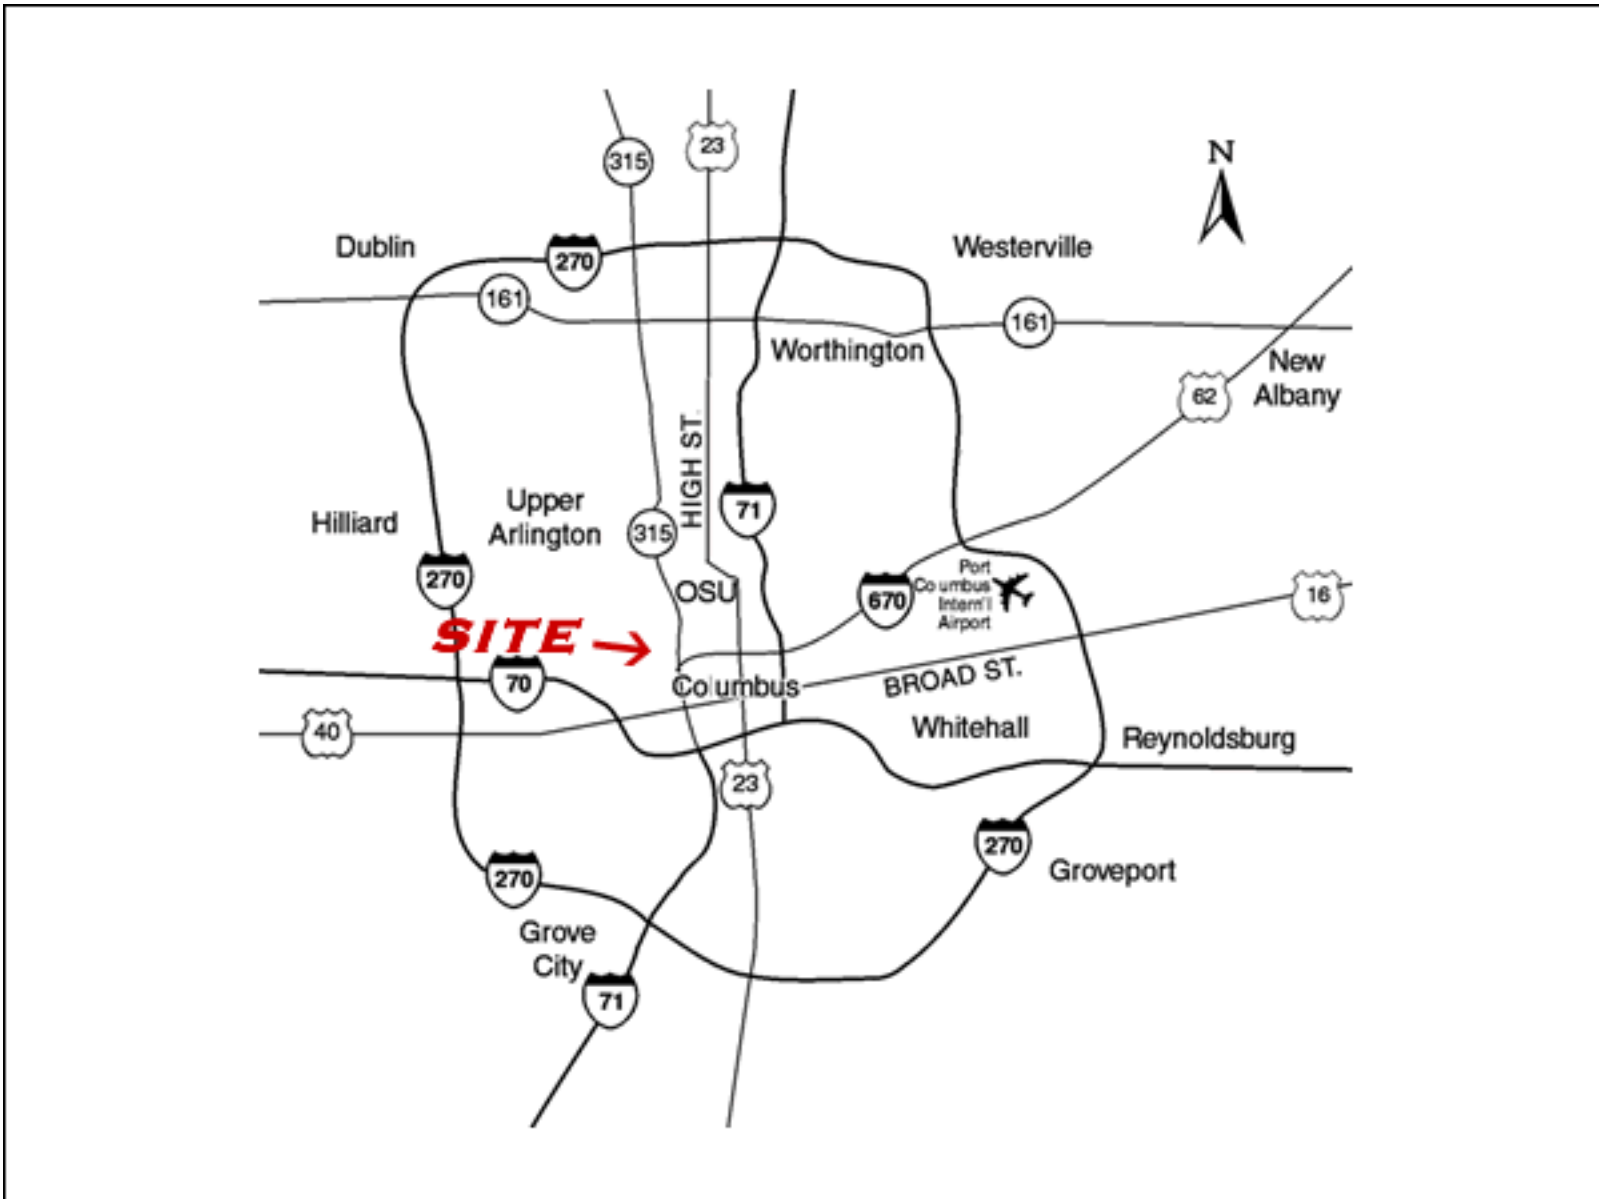 315
23
N
Dublin
270
Westerville
161
161
Worthington
New
Albany
62
HIGH ST.
Upper
Arlington
Hilliard
71
315
270
OSU
670
Port
Co umbus
Intern'l
Airport
16
SITE
70
Columbus
BROAD ST.
40
Whitehall
Reynoldsburg
23
270
Groveport
270
Grove
City
71